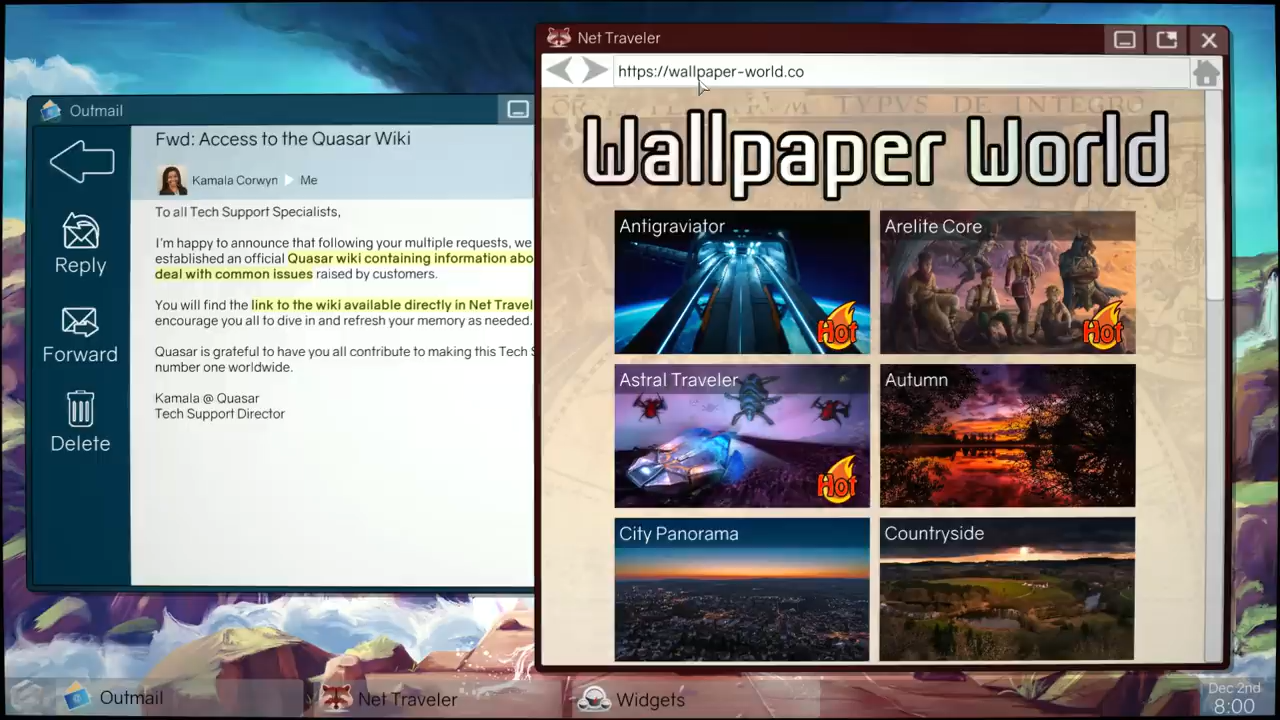 Outmail
Fwd: Access to the Quasar Wiki
Kamala Corwyn Me
To all Tech Support Specialists,
I'm happy to announce that following your multiple requests, we
established an official Quasar wiki containing information abo
deal with common issues raised by customers.
You will find the link to the wiki available directly in Net Travel
encourage you all to dive in and refresh your memory as needed.
Quasar is grateful to have you all contribute to making this Tech S
number one worldwide.
Kamala @ Quasar
Tech Support Director
Reply
Forward
Delete
Net Traveler
https://wallpaper-world.co
TYPVS DE INTEGRO
Wallpaper World
Antigraviator
Hot
Arelite Core
Hot
Astral Traveler
Hot
Autumn
City Panorama
Countryside
Outmail
Net Traveler
Widgets
Dec 2nd
8:00